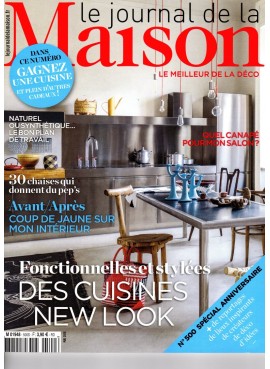 lejournaldelamaison.fr
le journal de la
Maison
LE MEILLEUR DE LA DÉCO
DANS
CE NUMÉRO
GAGNEZ
UNE CUISINE
ET PLEIN D'AUTRES
CADEAUX !
NATUREL
OU SYNTHÉTIQUE...
LE BON PLAN
DE TRAVAIL
QUEL CANAPÉ
POUR MON SALON ?
30 chaises qui
donnent du pep's
Avant/Après
COUP DE JAUNE SUR
MON INTÉRIEUR
Fonctionnelles et stylées
DES CUISINES
NEW LOOK
N°500 SPÉCIAL ANNIVERSAIRE
d'idées